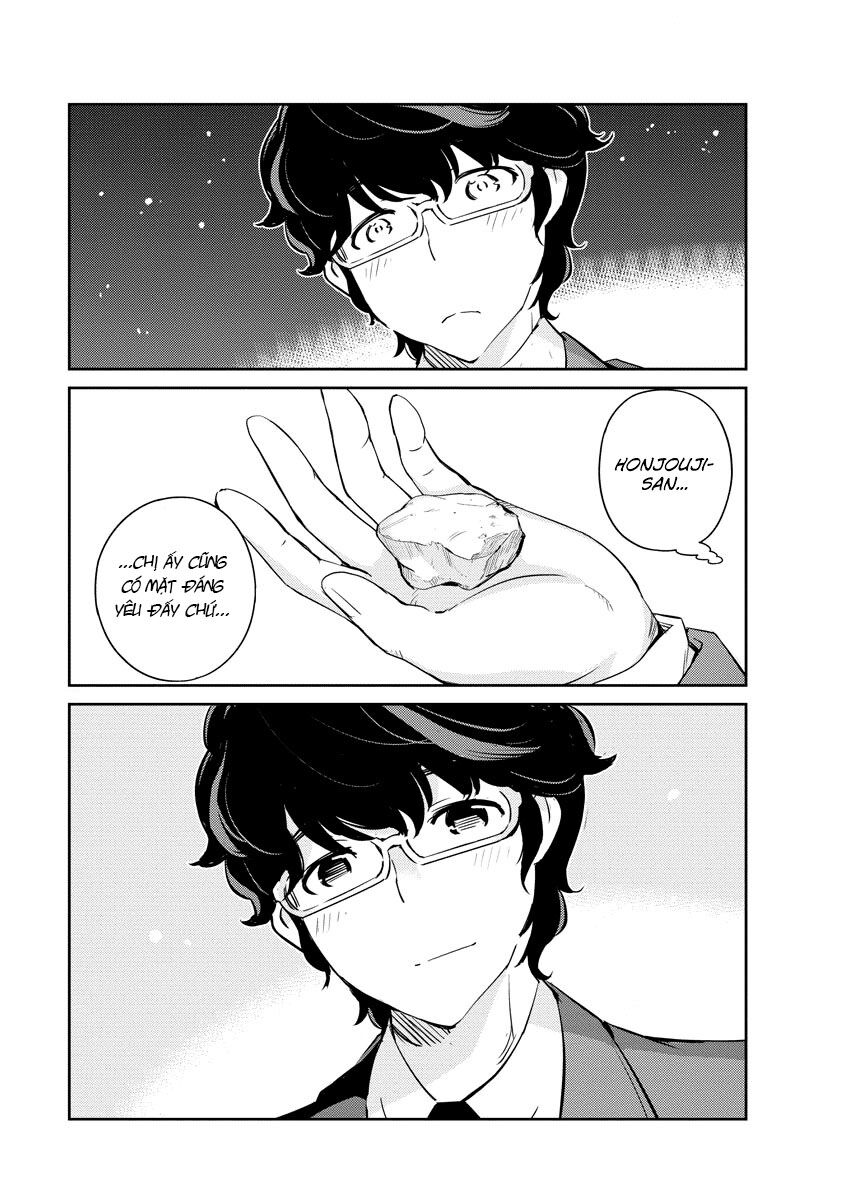 HONJOUJI-
SAN...
...CHỊ ẤY CŨNG
CÓ MẶT ĐÁNG
YÊU ĐẤY CHỨ...